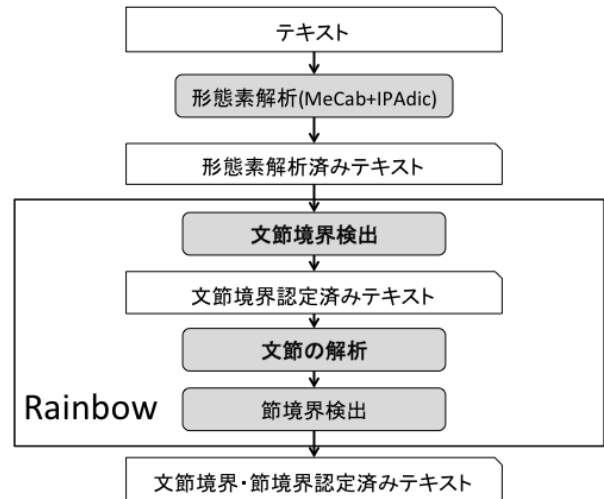 テキスト
形態素解析(MeCab+IPAdic)
形態素解析済みテキスト
文節境界検出
文節境界認定済みテキスト
文節の解析
Rainbow
節境界検出
文節境界・節境界認定済みテキスト